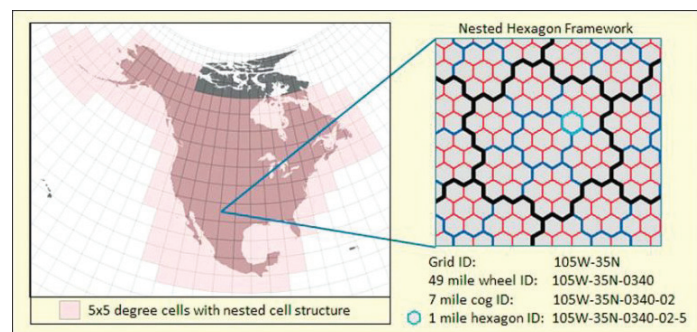 Nested Hexagon Framework
Grid ID: 105W-35N
49 mile wheel ID: 105W-35N-0340
7 mile cog ID: 105W-35N-0340-02
1 mile hexagon ID: 105W-35N-0340-02-5
5x5 degree cells with nested cell structure